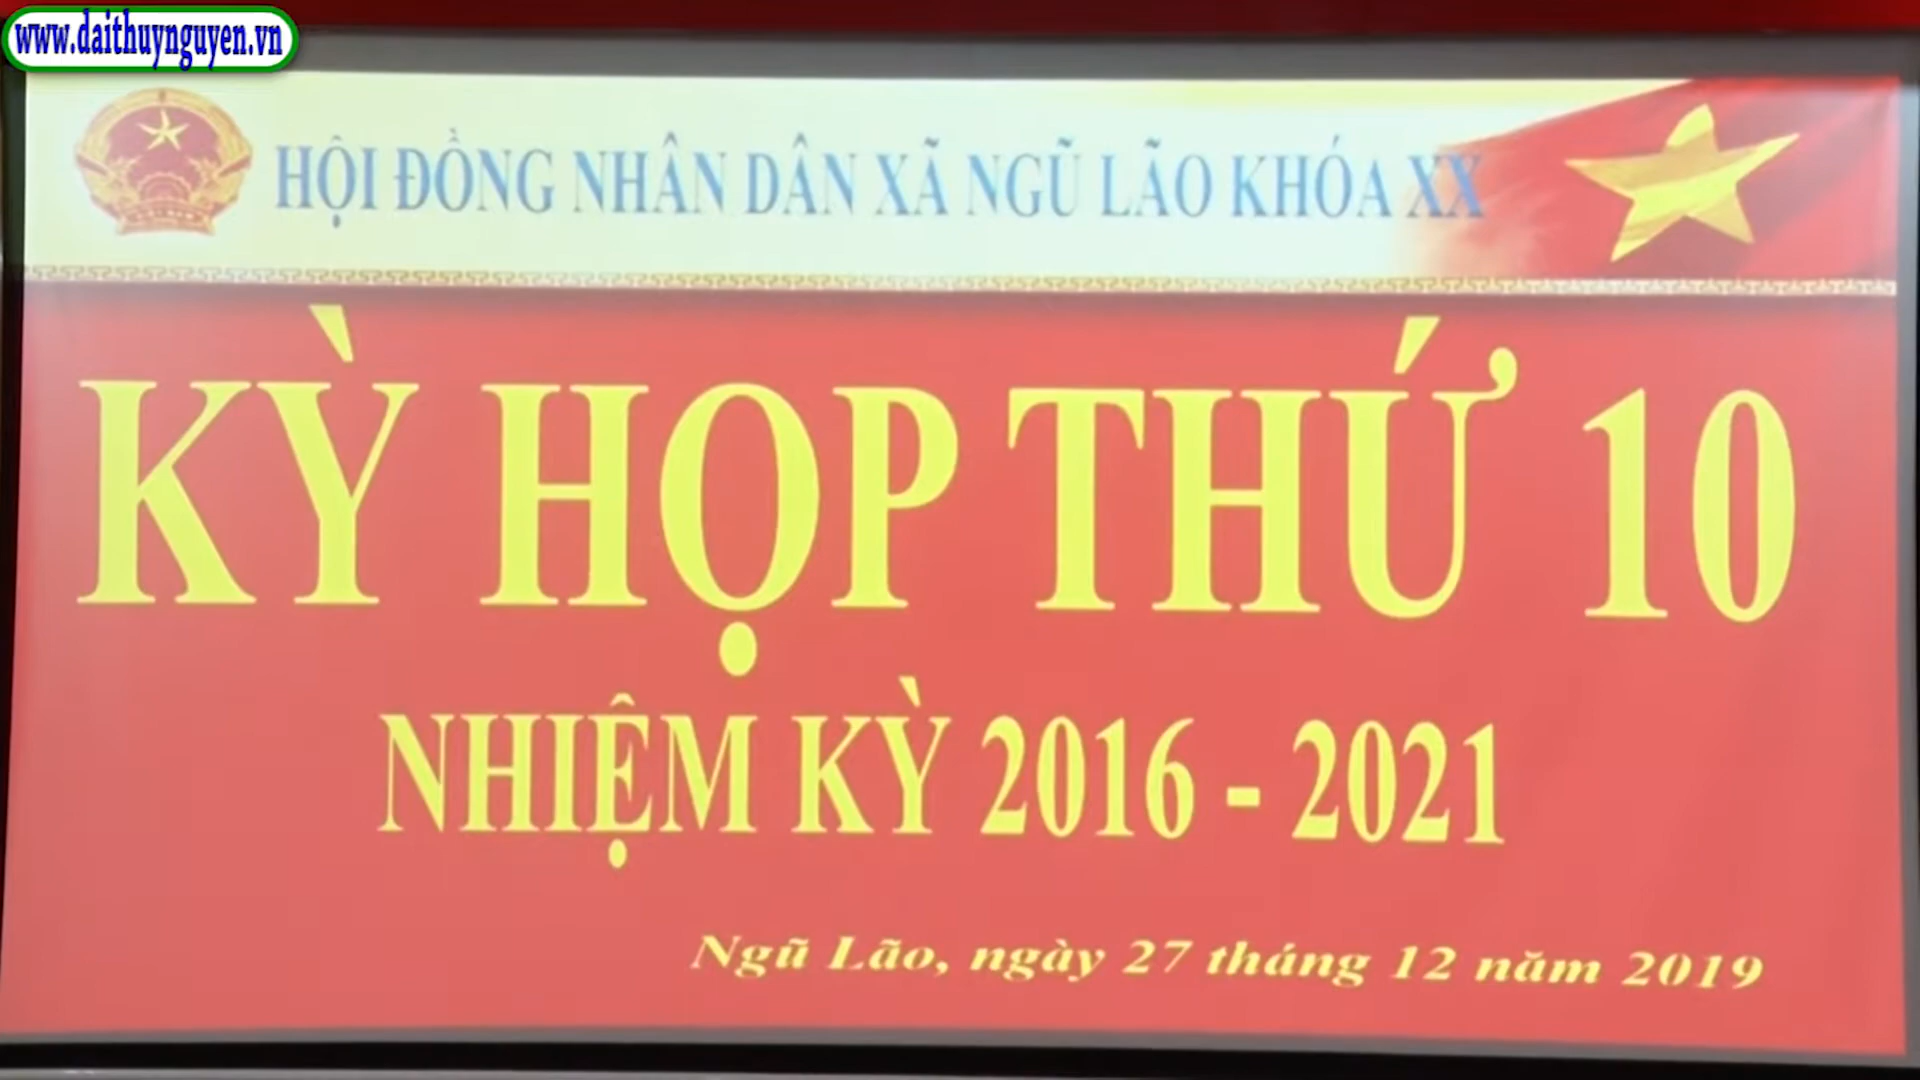 www.daithuynguyen.vn
HỘI ĐỒNG NHÂN DÂN XÃ NGŨ LÃO KHÓA XX
KỲ HỌP THỨ 10
NHIỆM KỲ 2016 - 2021
Ngũ Lão, ngày 27 tháng 12 năm 2019